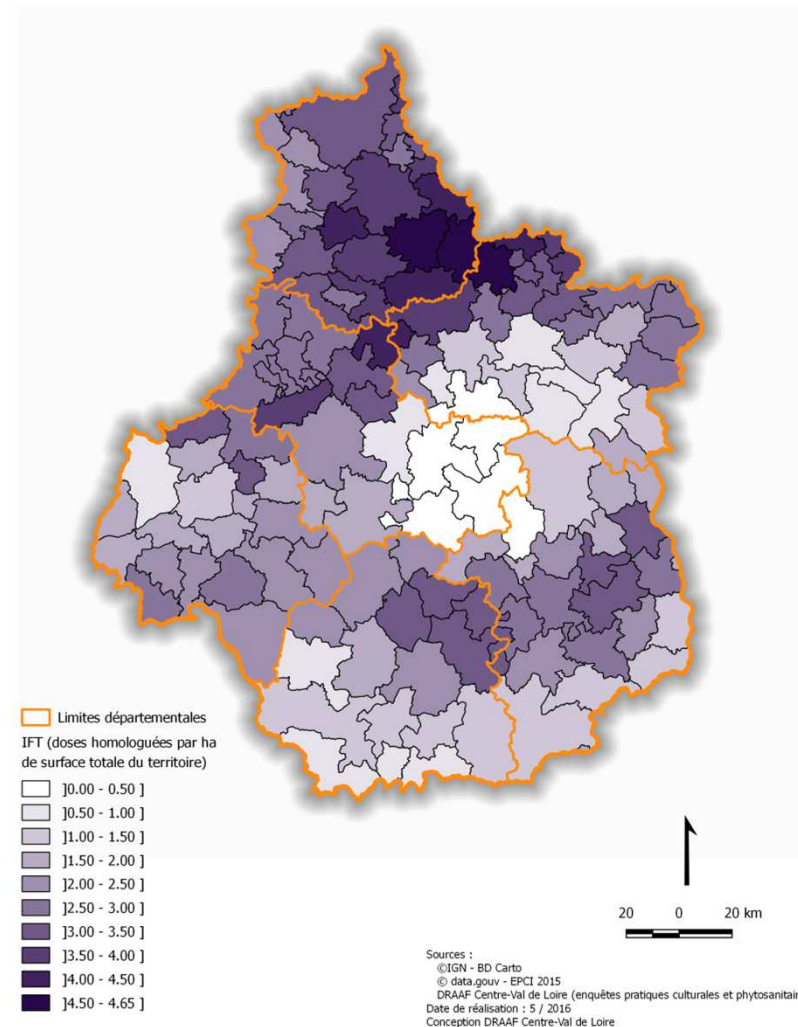 Limites départementales
IFT (doses homologuées par ha
de surface totale du territoire)
]0.00 - 0.50 ]
]0.50 - 1.00 ]
]1.00 - 1.50 ]
]1.50 - 2.00 ]
]2.00 - 2.50 ]
]2.50 - 3.00 ]
]3.00 - 3.50 ]
]3.50 - 4.00 ]
]4.00 - 4.50 ]
]4.50 - 4.65 ]
20 0 20 km
Sources :
©IGN - BD Carto
© data.gouv - EPCI 2015
DRAAF Centre-Val de Loire (enquêtes pratiques culturales et phytosanitair
Date de réalisation : 5 / 2016
Conception DRAAF Centre-Val de Loire